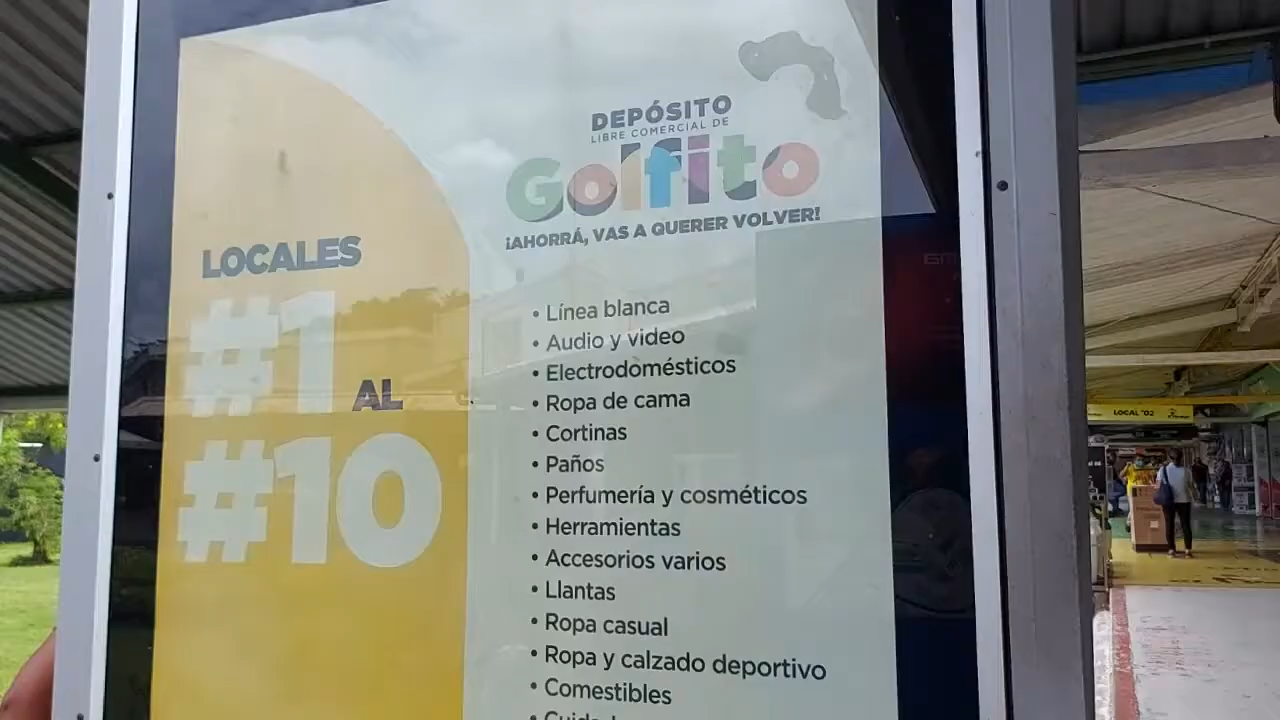 DEPÓSITO
LIBRE COMERCIAL DE
Golfito
¡AHORRÁ, VAS A QUERER VOLVER!
LOCALES
#1 AL
#10
• Línea blanca
• Audio y video
• Electrodomésticos
• Ropa de cama
• Cortinas
• Paños
• Perfumería y cosméticos
• Herramientas
• Accesorios varios
• Llantas
• Ropa casual
• Ropa y calzado deportivo
• Comestibles
LOCAL "02